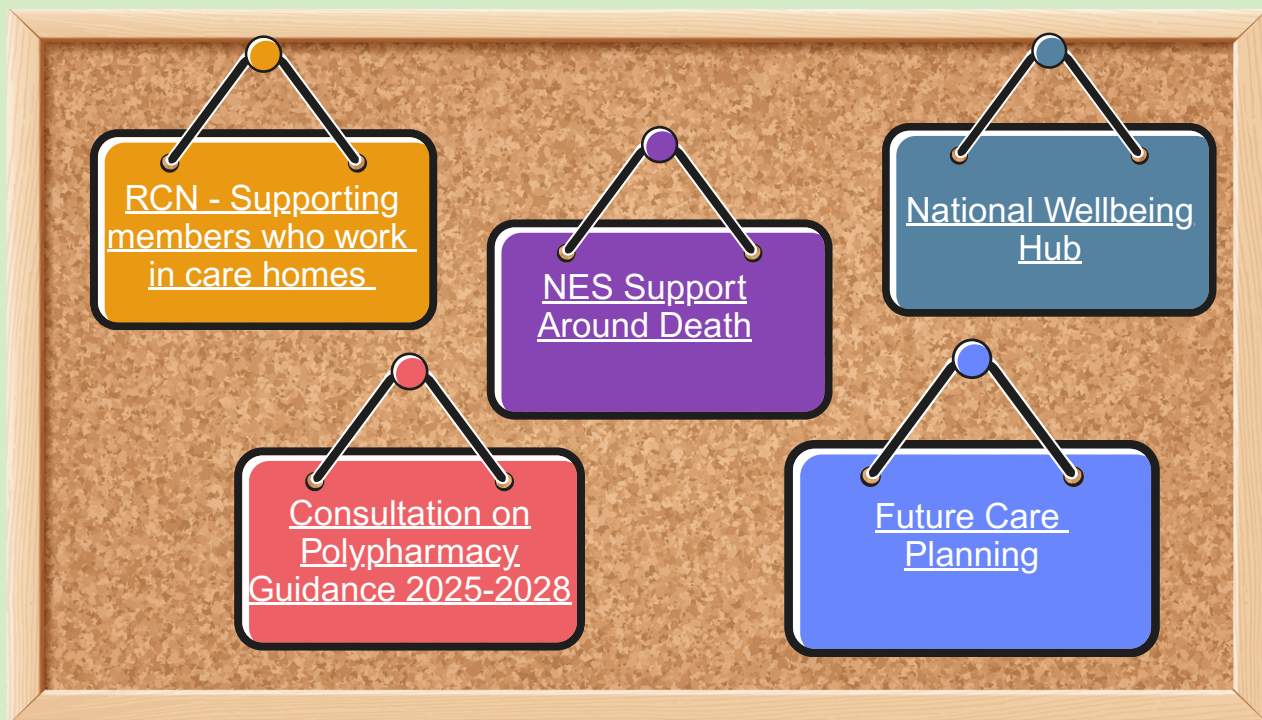 RCN - Supporting
members who work
in care homes
NES Support
Around Death
National Wellbeing
Hub
Consultation on
Polypharmacy
Guidance 2025-2028
Future Care
Planning